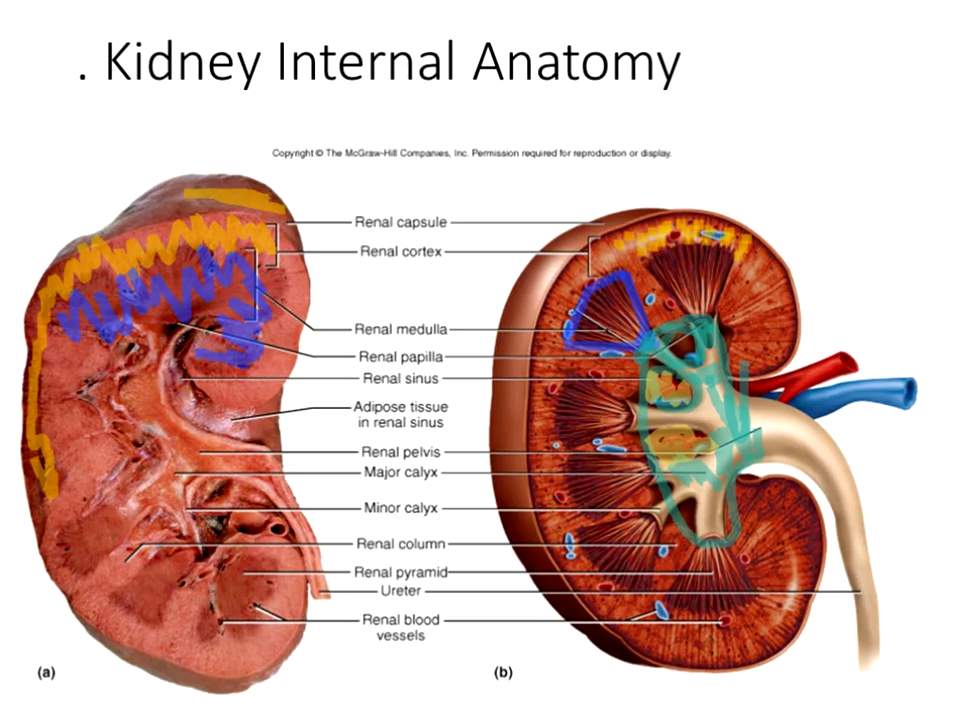 . Kidney Internal Anatomy
Copyright © The McGraw-Hill Companies, Inc. Permission required for reproduction or display.
Renal capsule
Renal cortex
Renal medulla
Renal papilla
Renal sinus
Adipose tissue
in renal sinus
Renal pelvis
Major calyx
Minor calyx
Renal column
Renal pyramid
Ureter
Renal blood
vessels
(a)
(b)